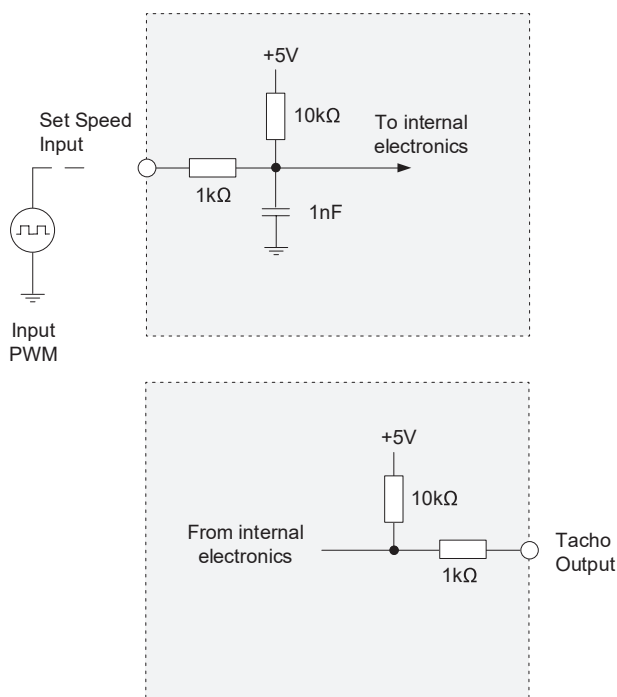 +5V
10kΩ
To internal
electronics
Set Speed
Input
1kΩ
1nF
Input
PWM
+5V
10kΩ
From internal
electronics
1kΩ
Tacho
Output